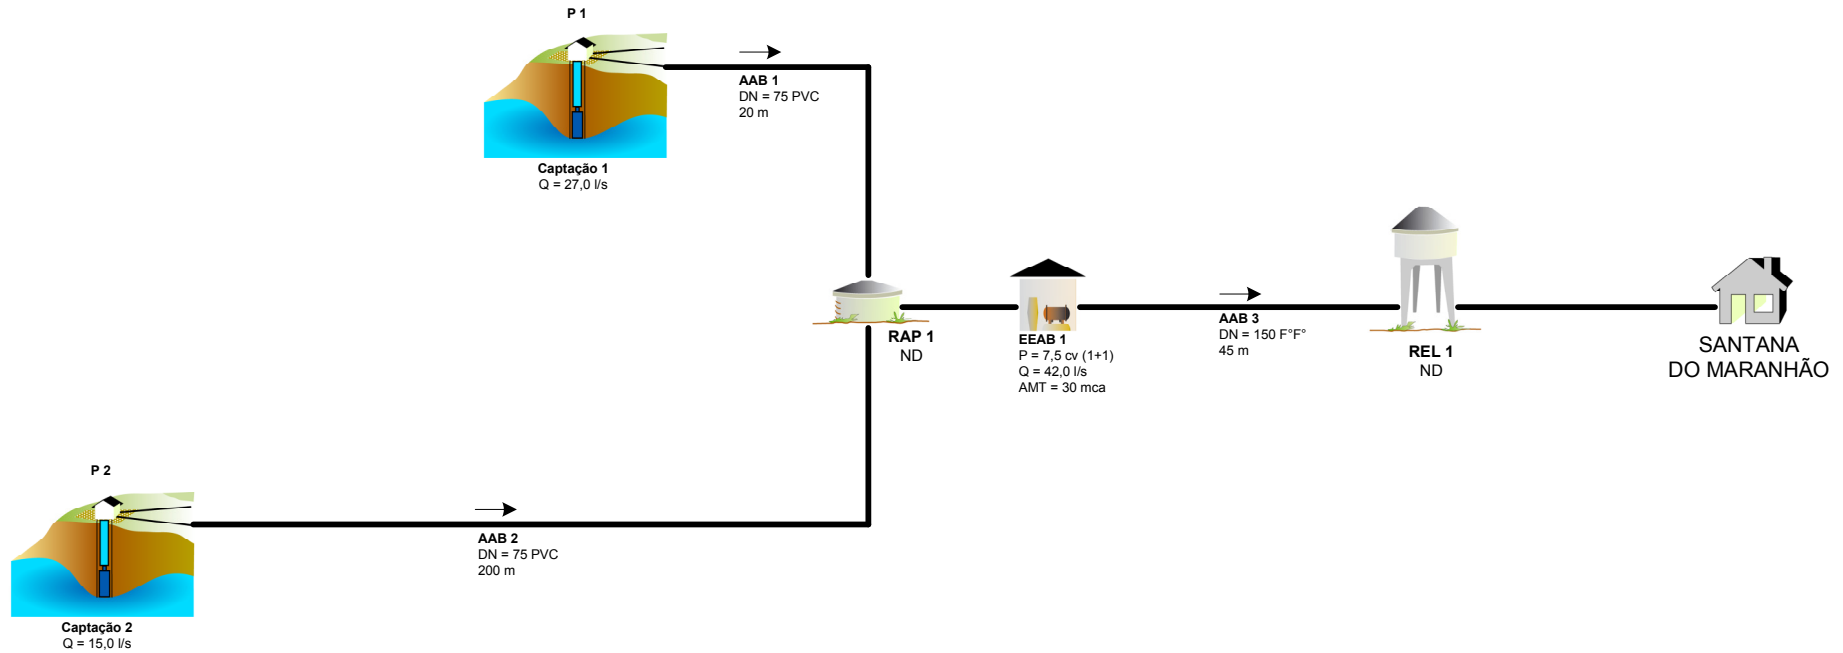 P 1
AAB 1
DN = 75 PVC
20 m
Captação 1
Q = 27,0 l/s
RAP 1
ND
EEAB 1
P = 7,5 cv (1+1)
Q = 42,0 l/s
AMT = 30 mca
AAB 3
DN = 150 F°F°
45 m
REL 1
ND
SANTANA
DO MARANHÃO
P 2
AAB 2
DN = 75 PVC
200 m
Captação 2
Q = 15,0 l/s